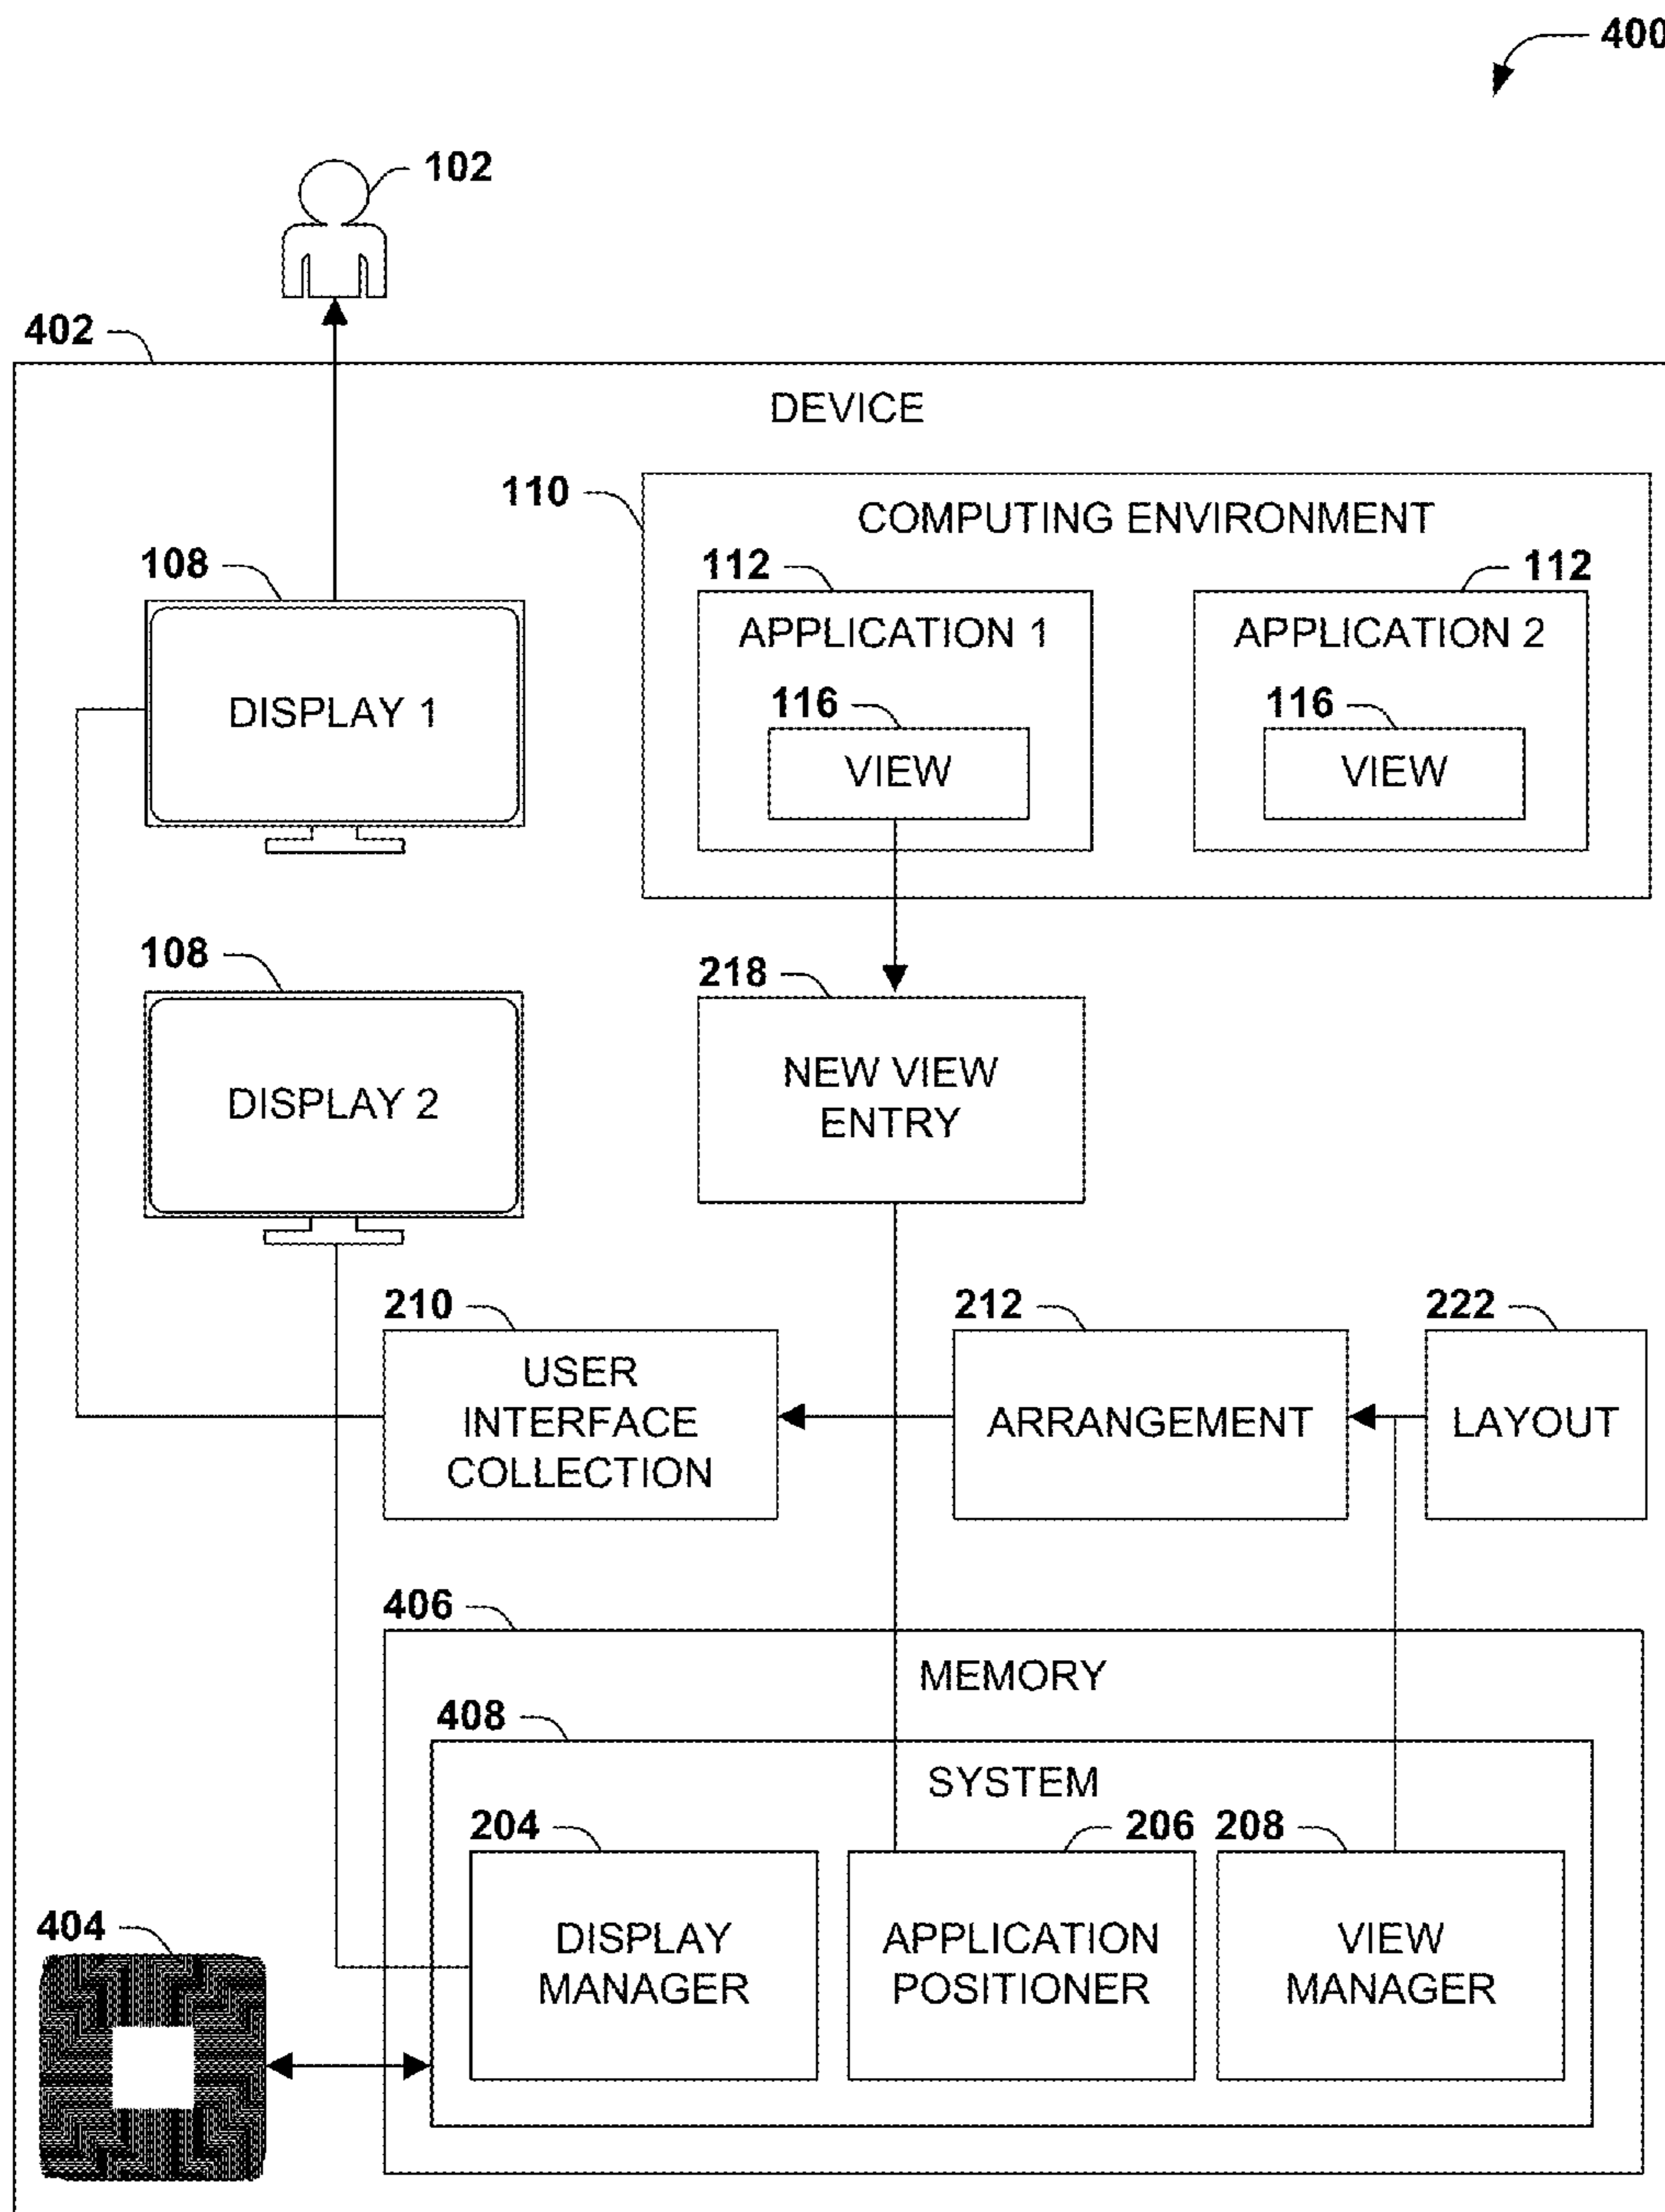 400
102
402
DEVICE
110
COMPUTING ENVIRONMENT
108
112
112
APPLICATION 1
APPLICATION 2
DISPLAY 1
116
116
VIEW
VIEW
108
218
DISPLAY 2
NEW VIEW
ENTRY
210
212
222
USER
INTERFACE
COLLECTION
ARRANGEMENT
LAYOUT
406
MEMORY
408
SYSTEM
204
206
208
DISPLAY
MANAGER
APPLICATION
POSITIONER
VIEW
MANAGER
404